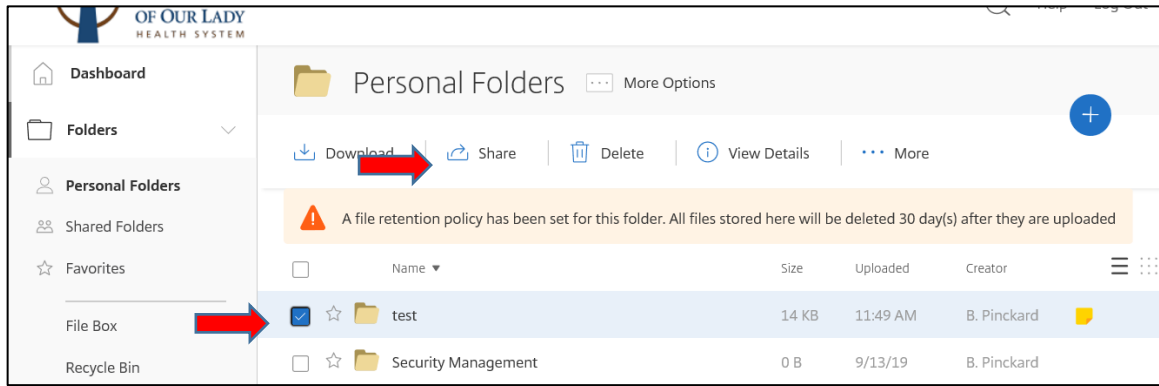 OF OUR LADY
HEALTH SYSTEM
Dashboard
Personal Folders
More Options
Folders
Download
Share
Delete
View Details
More
Personal Folders
Shared Folders
Favorites
File Box
Recycle Bin
A file retention policy has been set for this folder. All files stored here will be deleted 30 day(s) after they are uploaded
Name
Size
Uploaded
Creator
test
14 KB
11:49 AM
B. Pinckard
Security Management
0 B
9/13/19
B. Pinckard